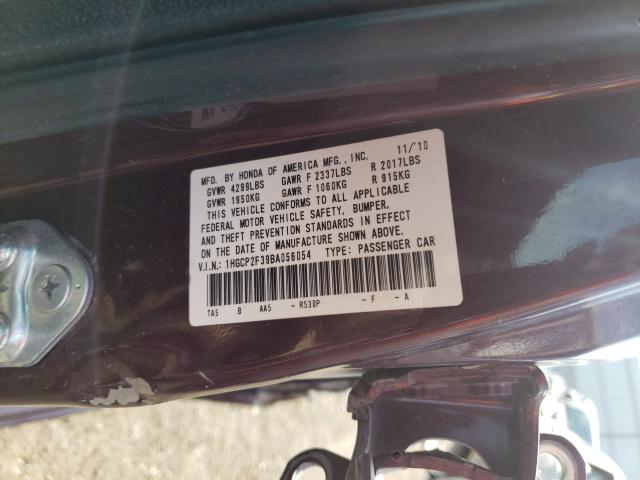 MFD. BY HONDA OF AMERICA MFG., INC. 11/'10
GVWR 4299LBS GAWR F 2337LBS R 2017LBS
GVWR 1950KG GAWR F 1060KG R 915KG
THIS VEHICLE CONFORMS TO ALL APPLICABLE
FEDERAL MOTOR VEHICLE SAFETY, BUMPER,
AND THEFT PREVENTION STANDARDS IN EFFECT
ON THE DATE OF MANUFACTURE SHOWN ABOVE.
V.I.N.: 1HGCP2F39BA056054 TYPE: PASSENGER CAR
TA5 B AA5 - R530P - F - A